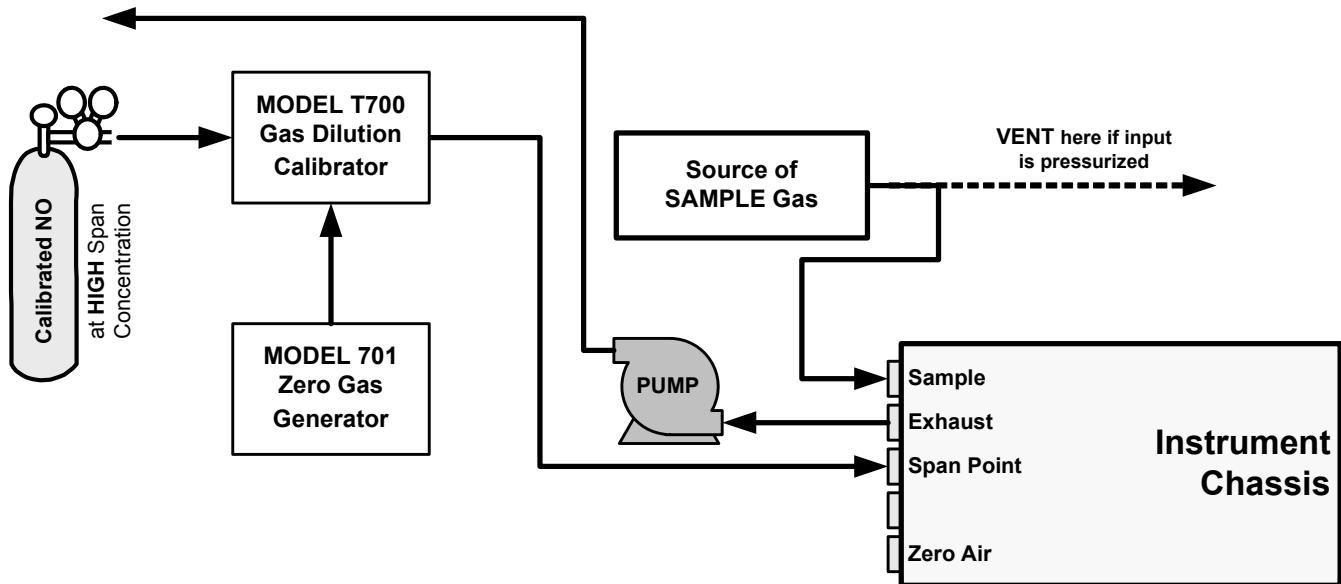 MODEL T700
Gas Dilution
Calibrator
Calibrated NO
at HIGH Span
Concentration
MODEL 701
Zero Gas
Generator
Source of
SAMPLE Gas
VENT here if input
is pressurized
PUMP
Sample
Exhaust
Span Point
Zero Air
Instrument
Chassis